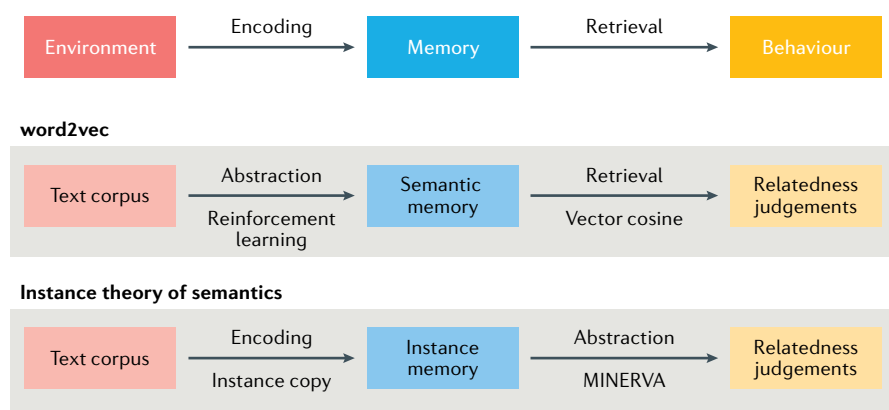 Encoding
Retrieval
Environment
Memory
Behaviour
word2vec
Text corpus
Abstraction
Reinforcement
learning
Semantic
memory
Retrieval
Vector cosine
Relatedness
judgements
Instance theory of semantics
Text corpus
Encoding
Instance copy
Instance
memory
Abstraction
MINERVA
Relatedness
judgements